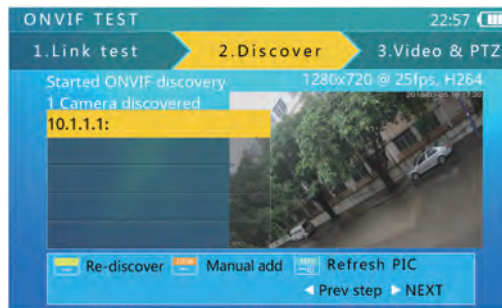 ONVIF TEST 22:57
1.Link test 2.Discover 3.Video & PTZ
Started ONVIF discovery 1280x720 @ 25fps, H264
1 Camera discovered
10.1.1.1:
Re-discover Manual add Refresh PIC
Prev step NEXT